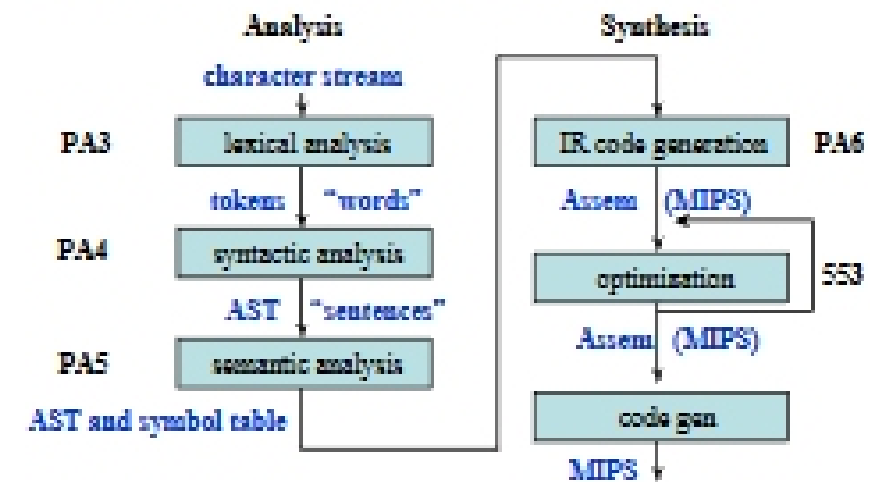 Analysis
character stream
PA3
lexical analysis
tokens "words"
PA4
syntactic analysis
AST "sentences"
PA5
semantic analysis
AST and symbol table
Synthesis
IR code generation
PA6
Assem (MIPS)
optimization
553
Assem (MIPS)
code gen
MIPS